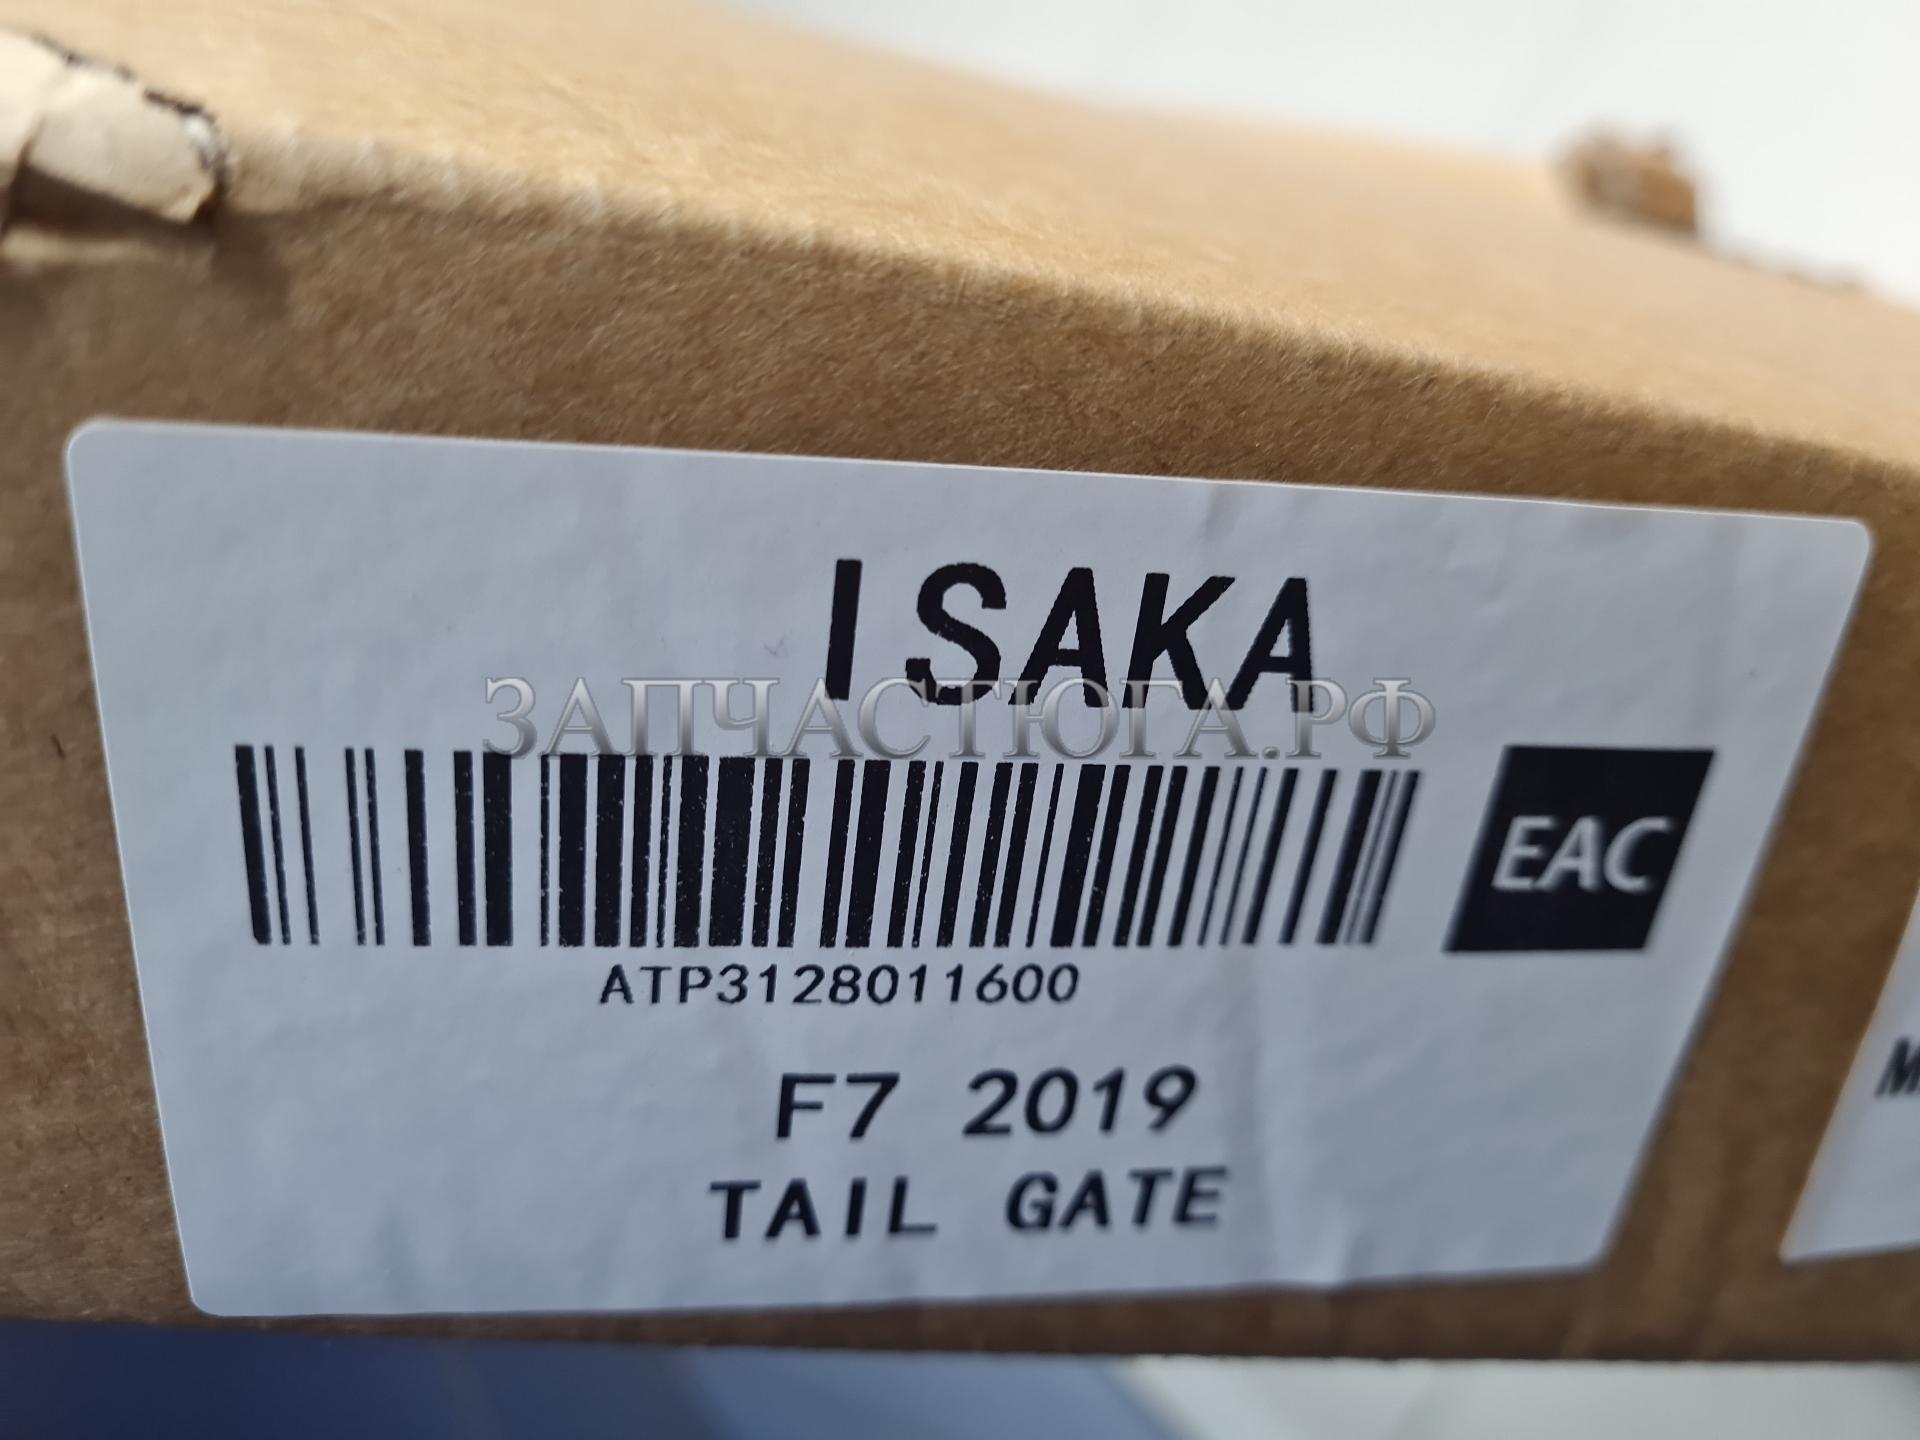 ISAKA
ЗАПЧАСТЮГА.РФ
EAC
ATP3128011600
F7 2019
TAIL GATE